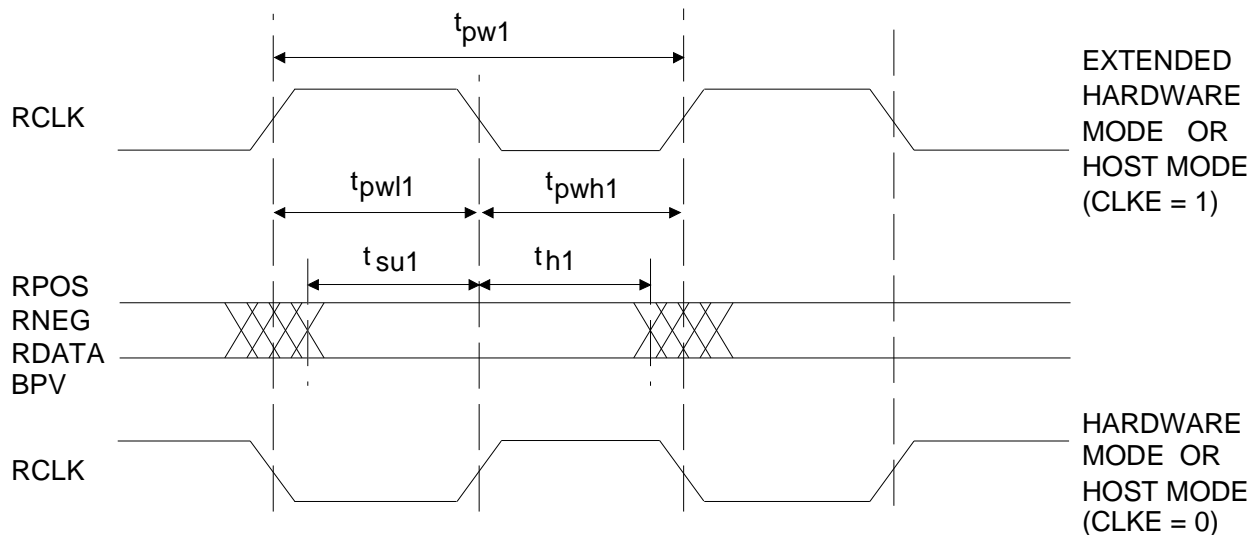 tpw1
RCLK
EXTENDED
HARDWARE
MODE OR
HOST MODE
(CLKE = 1)
tpwl1
tpwh1
tsu1
th1
RPOS
RNEG
RDATA
BPV
RCLK
HARDWARE
MODE OR
HOST MODE
(CLKE = 0)